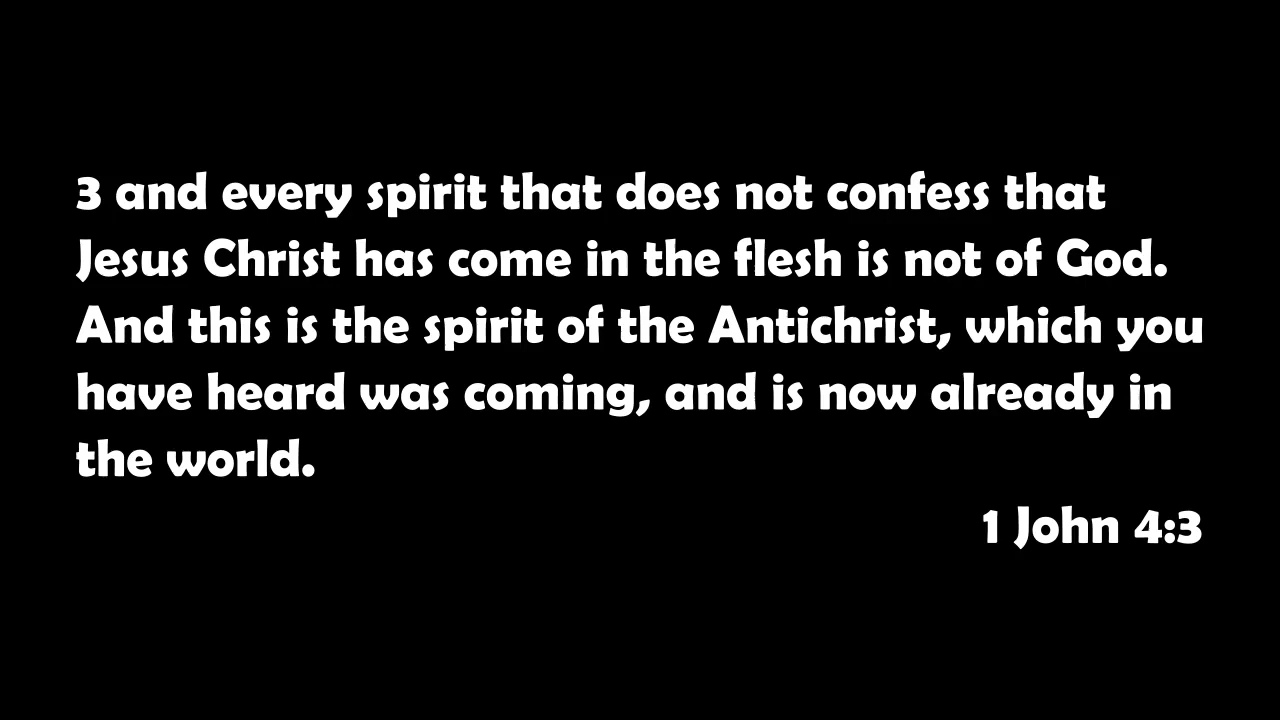 3 and every spirit that does not confess that
Jesus Christ has come in the flesh is not of God.
And this is the spirit of the Antichrist, which you
have heard was coming, and is now already in
the world.
1 John 4:3